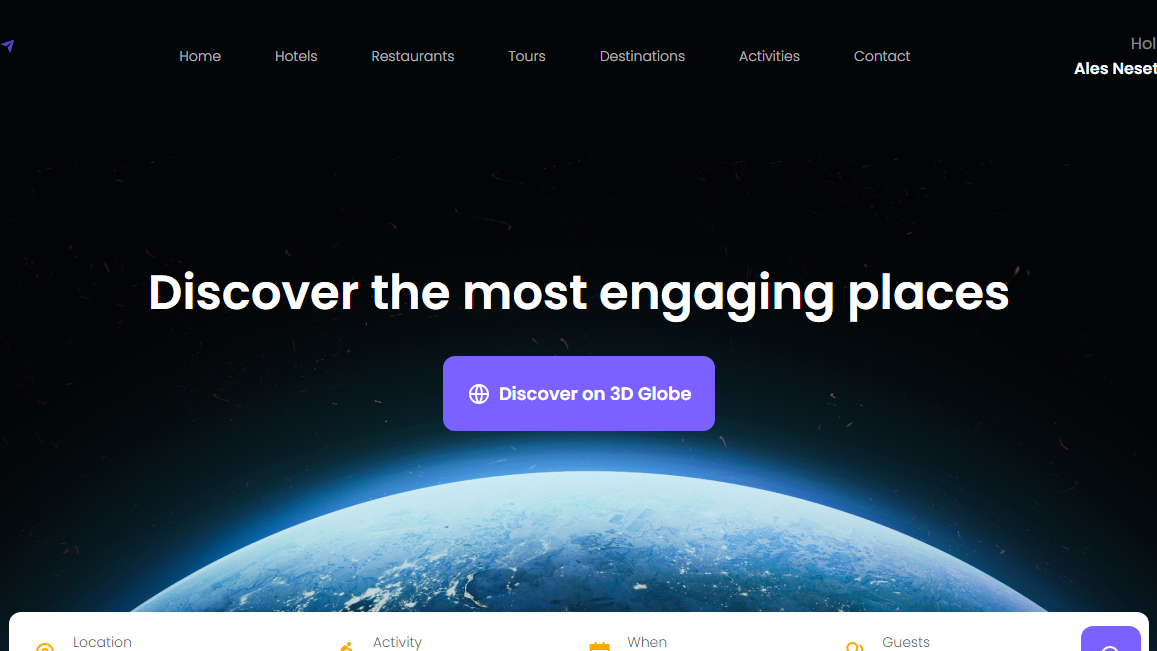 Home Hotels Restaurants Tours Destinations Activities Contact
Hol
Ales Neset
Discover the most engaging places
Discover on 3D Globe
Location Activity When Guests